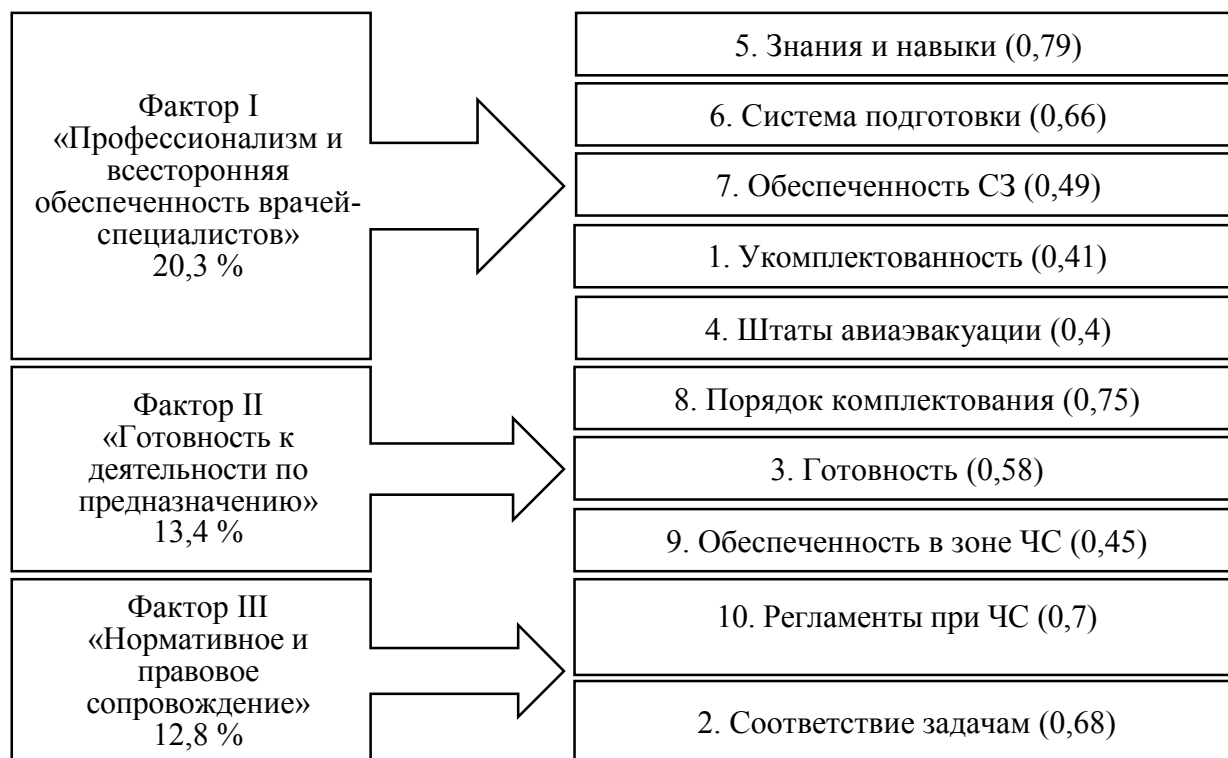 Фактор I
«Профессионализм и
всесторонняя
обеспеченность врачей-
специалистов»
20,3 %
5. Знания и навыки (0,79)
6. Система подготовки (0,66)
7. Обеспеченность СЗ (0,49)
1. Укомплектованность (0,41)
4. Штаты авиаэвакуации (0,4)
Фактор II
«Готовность к
деятельности по
предназначению»
13,4 %
8. Порядок комплектования (0,75)
3. Готовность (0,58)
9. Обеспеченность в зоне ЧС (0,45)
Фактор III
«Нормативное и
правовое
сопровождение»
12,8 %
10. Регламенты при ЧС (0,7)
2. Соответствие задачам (0,68)